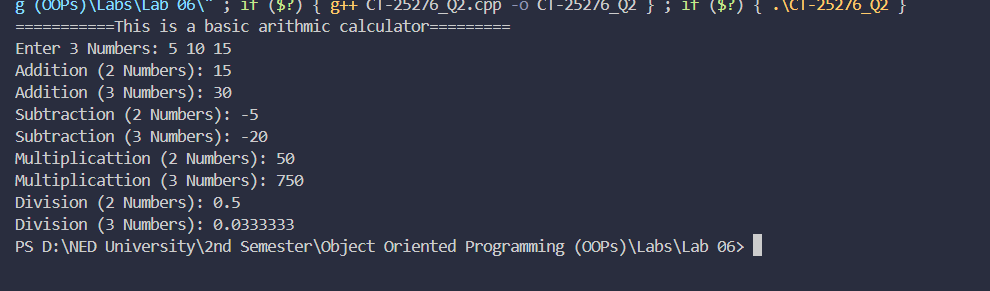 g (OOPs)\Labs\Lab 06\" ; if ($?) { g++ CT-25276_Q2.cpp -o CT-25276_Q2 } ; if ($?) { .\CT-25276_Q2 }
===========This is a basic arithmic calculator=========
Enter 3 Numbers: 5 10 15
Addition (2 Numbers): 15
Addition (3 Numbers): 30
Subtraction (2 Numbers): -5
Subtraction (3 Numbers): -20
Multiplicattion (2 Numbers): 50
Multiplicattion (3 Numbers): 750
Division (2 Numbers): 0.5
Division (3 Numbers): 0.0333333
PS D:\NED University\2nd Semester\Object Oriented Programming (OOPs)\Labs\Lab 06>